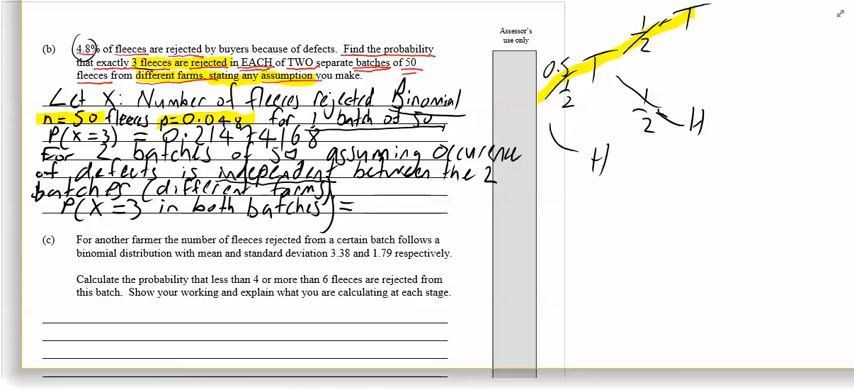 Assessor's
use only
(b) 4.8% of fleeces are rejected by buyers because of defects. Find the probability
that exactly 3 fleeces are rejected in EACH of TWO separate batches of 50
fleeces from different farms, stating any assumption you make.
Let X: Number of fleeces rejected Binomial
n=50 fleeces p=0.048 for 1 batch of 50
P(X=3) = 0.214774168
For 2 batches of 50 assuming occurence
of defects is independent between the 2
batches (different farms)
P(X=3 in both batches) =
(c) For another farmer the number of fleeces rejected from a certain batch follows a
binomial distribution with mean and standard deviation 3.38 and 1.79 respectively.
Calculate the probability that less than 4 or more than 6 fleeces are rejected from
this batch. Show your working and explain what you are calculating at each stage.
0.5
1/2 T
1/2 T
1/2 H
H